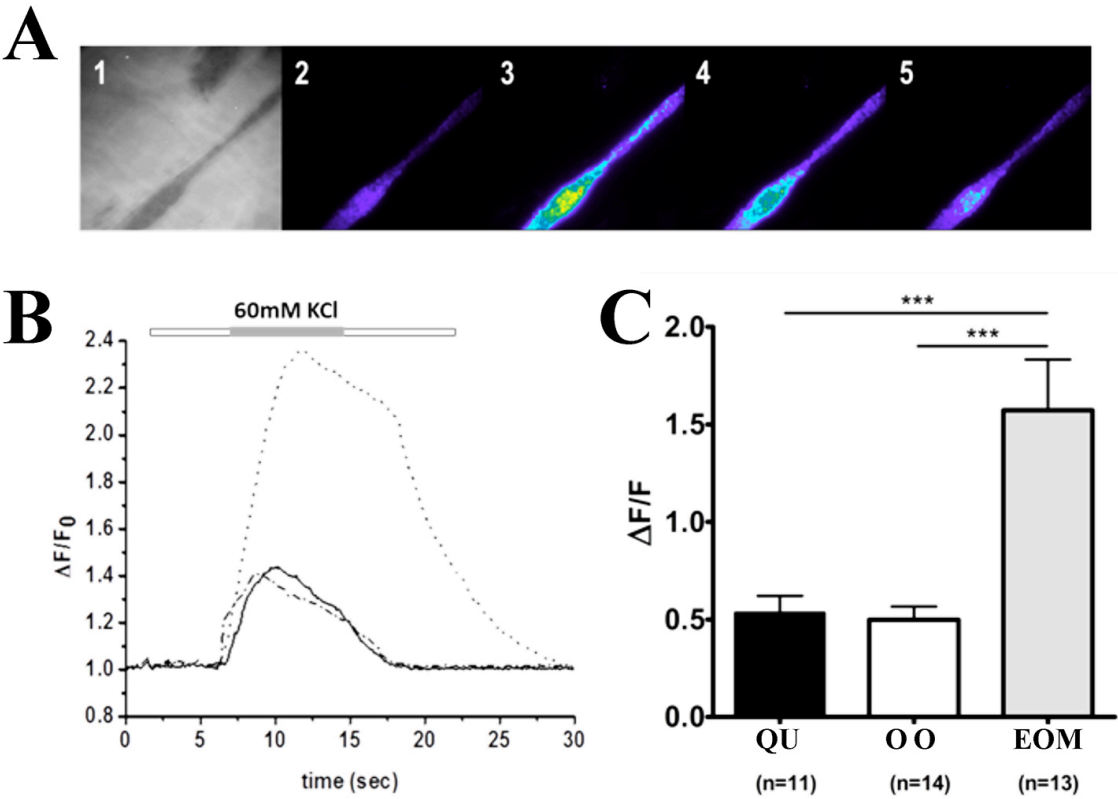 A
1 2 3 4 5
B
60mM KCl
2.4
2.2
2.0
1.8
1.6
1.4
1.2
1.0
0.8
ΔF/F0
0 5 10 15 20 25 30
time (sec)
C
***
***
2.0
1.5
1.0
0.5
0.0
ΔF/F
QU O O EOM
(n=11) (n=14) (n=13)